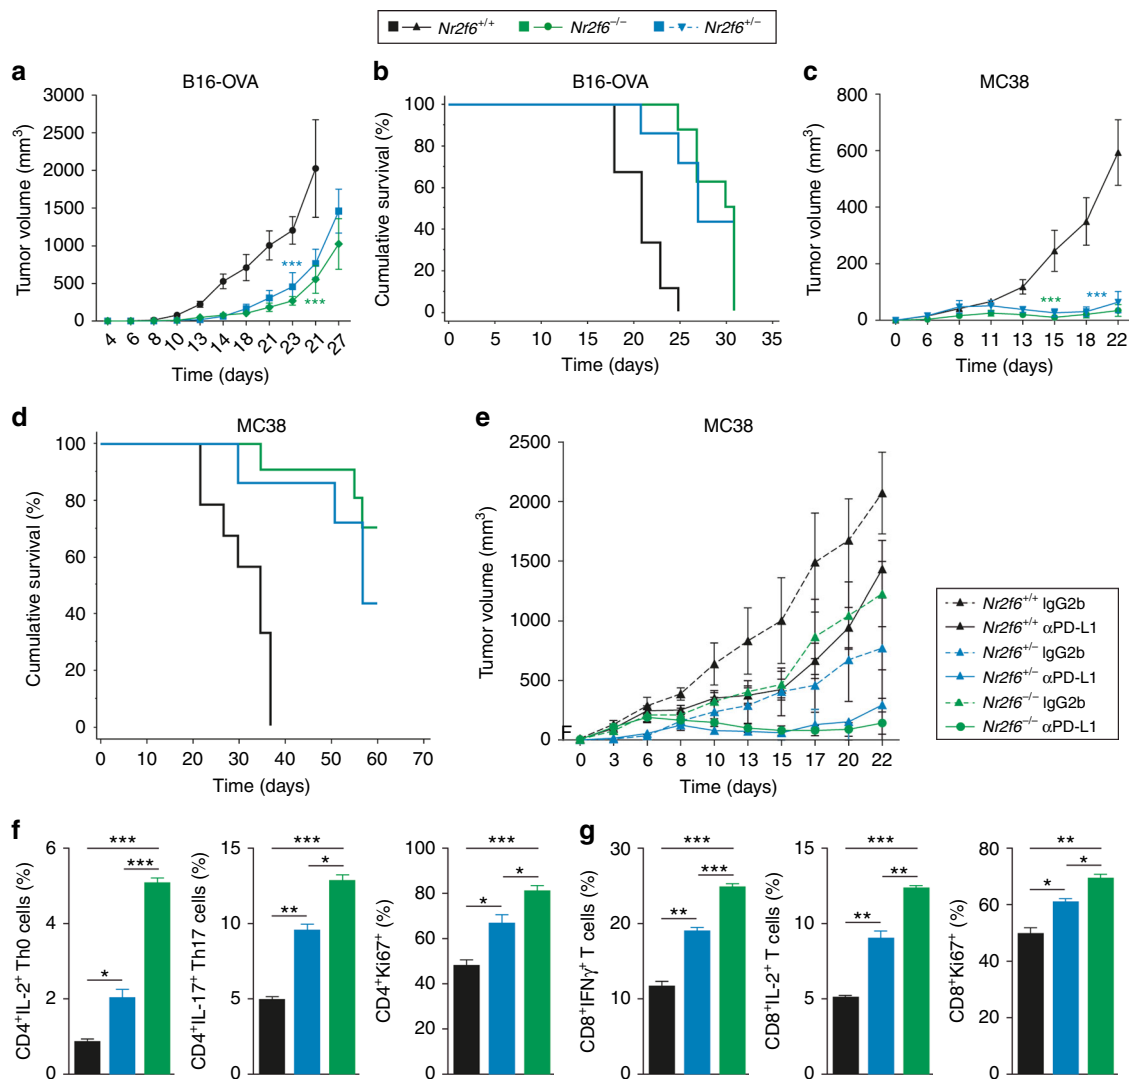 Nr2f6+/+ Nr2f6–/– Nr2f6+/–
a b c
B16-OVA B16-OVA MC38
Tumor volume (mm3)
3000
2500
2000
1500
1000
500
0
***
***
4 6 8 10 13 14 18 21 23 21 27
Time (days)
Cumulative survival (%)
100
80
60
40
20
0
0 5 10 15 20 25 30 35
Time (days)
Tumor volume (mm3)
800
600
400
200
0
*** ***
0 6 8 11 13 15 18 22
Time (days)
d e
MC38 MC38
Cumulative survival (%)
100
80
60
40
20
0
0 10 20 30 40 50 60 70
Time (days)
Tumor volume (mm3)
2500
2000
1500
1000
500
0
F
0 3 6 8 10 13 15 17 20 22
Time (days)
Nr2f6+/+ IgG2b
Nr2f6+/+ αPD-L1
Nr2f6+/– IgG2b
Nr2f6+/– αPD-L1
Nr2f6–/– IgG2b
Nr2f6–/– αPD-L1
f g
CD4+IL-2+ Th0 cells (%)
6
4
2
0
***
***
*
CD4+IL-17+ Th17 cells (%)
15
10
5
0
***
*
**
CD4+Ki67+ (%)
100
80
60
40
20
0
***
*
*
CD8+IFNγ+ T cells (%)
30
20
10
0
***
***
**
CD8+IL-2+ T cells (%)
15
10
5
0
***
**
**
CD8+Ki67+ (%)
80
60
40
20
0
**
*
*